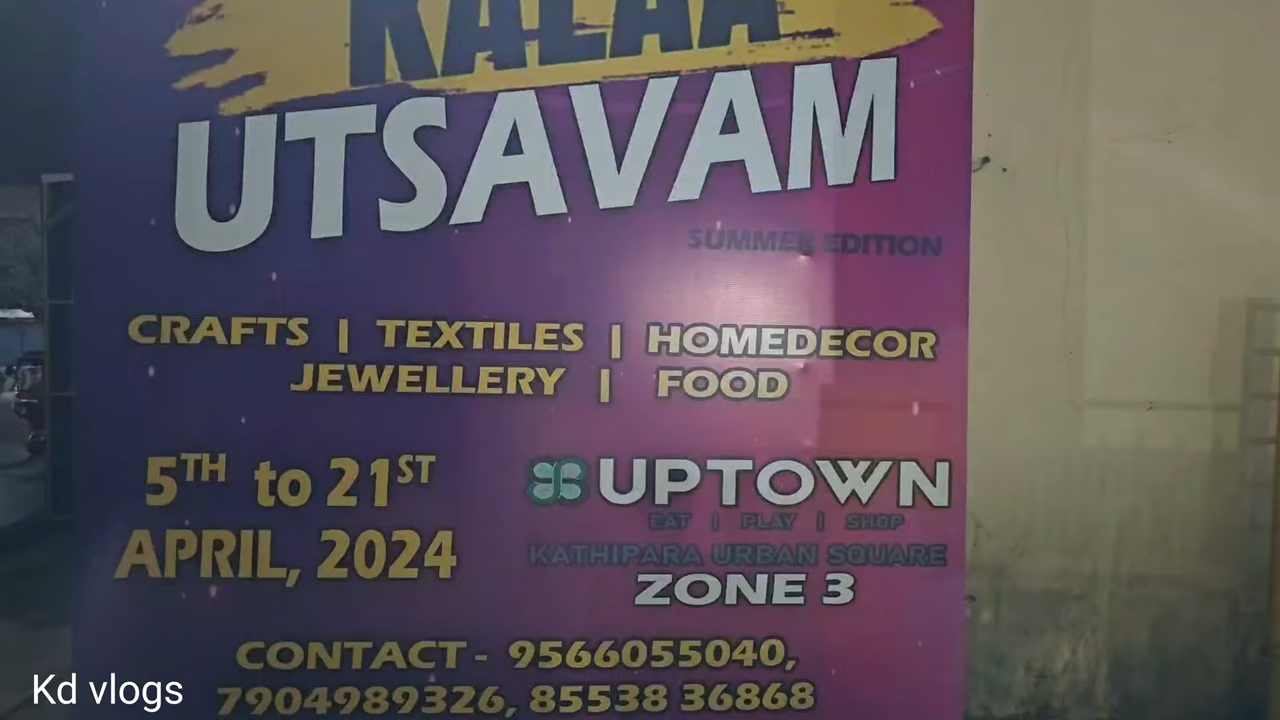 KALAA
UTSAVAM
SUMMER EDITION
CRAFTS | TEXTILES | HOMEDECOR
JEWELLERY | FOOD
5TH to 21ST
APRIL, 2024
UPTOWN
EAT | PLAY | SHOP
KATHIPARA URBAN SQUARE
ZONE 3
CONTACT - 9566055040,
7904989326, 85538 36868
Kd vlogs